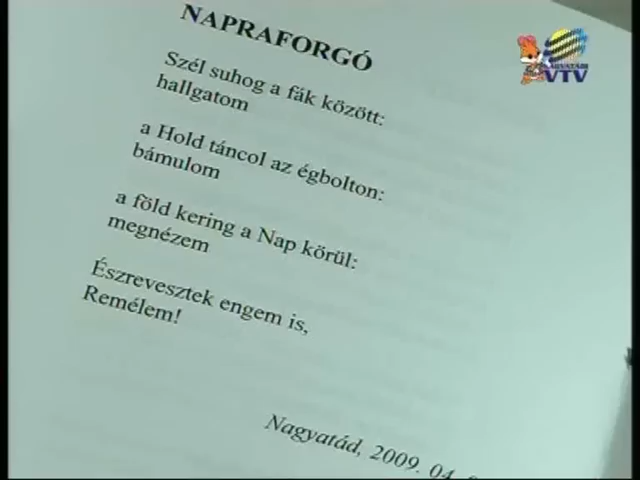 NAPRAFORGÓ
Szél suhog a fák között:
hallgatom
a Hold táncol az égbolton:
bámulom
a föld kering a Nap körül:
megnézem
Észrevesztek engem is,
Remélem!
Nagyatád, 2009. 04.
VTV